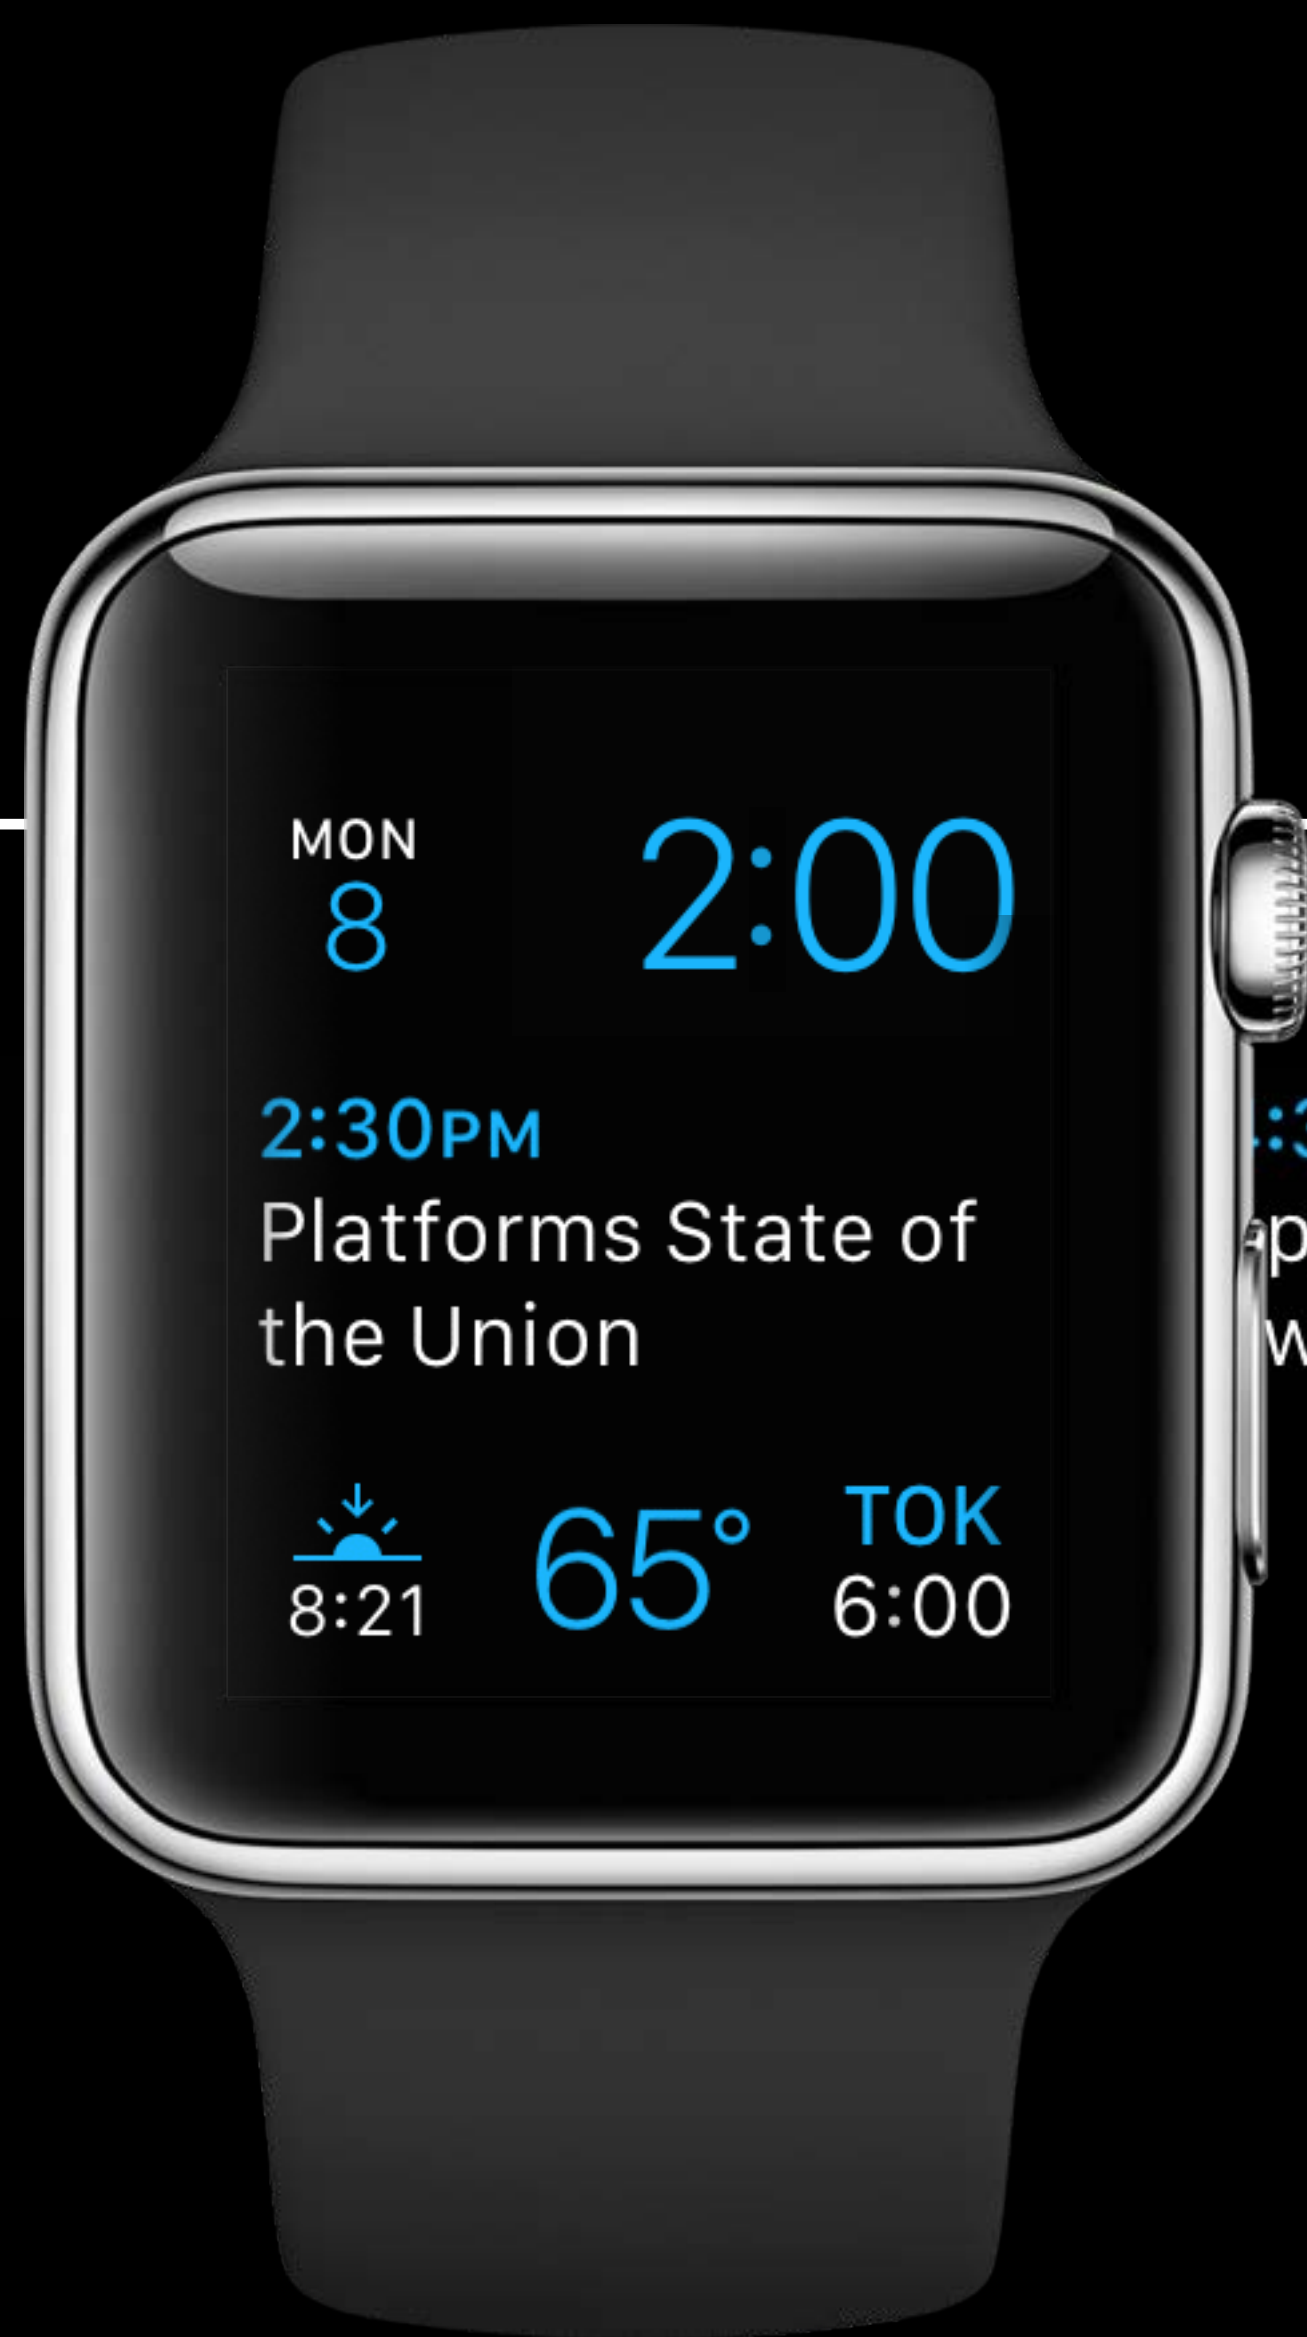 MON
8
2:00
2:30PM
Platforms State of
the Union
8:21
65°
TOK
6:00